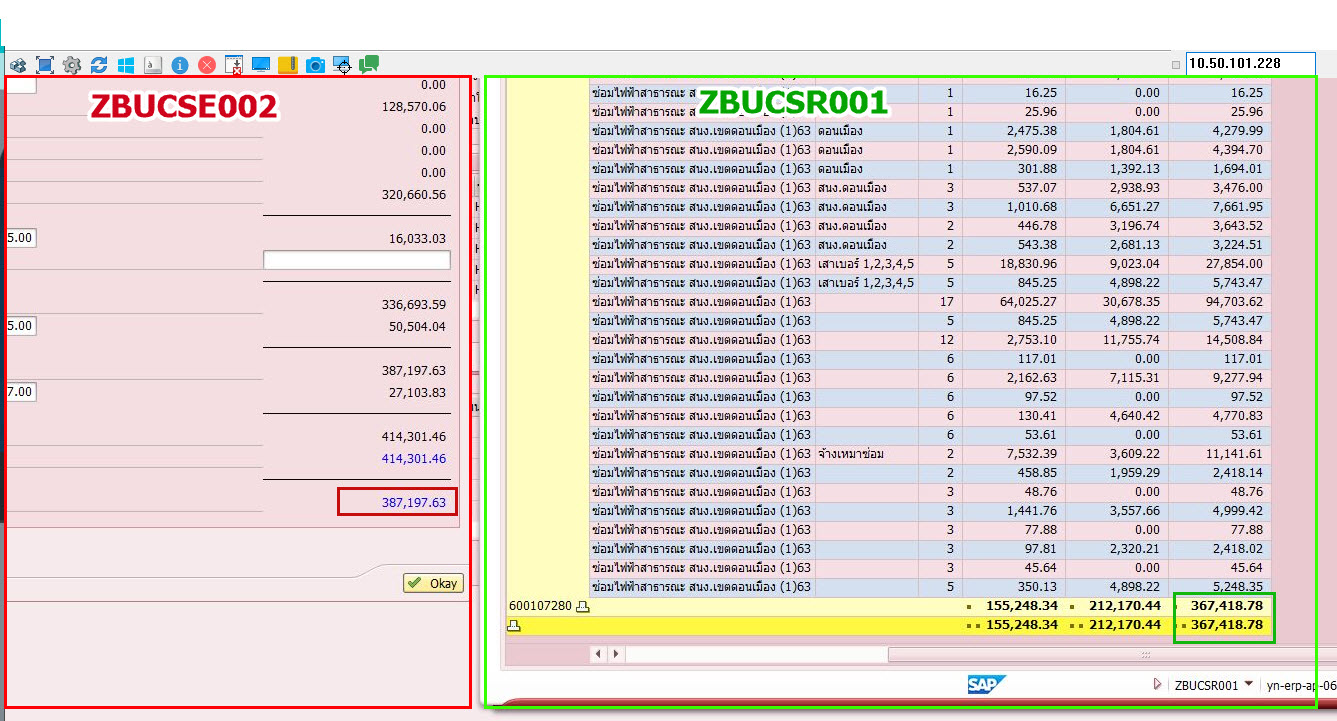 10.50.101.228
ZBUCSE002
0.00
128,570.06
0.00
0.00
0.00
320,660.56
5.00 16,033.03
336,693.59
5.00 50,504.04
387,197.63
7.00 27,103.83
414,301.46
414,301.46
387,197.63
Okay
ZBUCSR001
ซ่อมไฟฟ้าสาธารณะ ส 1 16.25 0.00 16.25
ซ่อมไฟฟ้าสาธารณะ ส 1 25.96 0.00 25.96
ซ่อมไฟฟ้าสาธารณะ สนง.เขตดอนเมือง (1)63 ดอนเมือง 1 2,475.38 1,804.61 4,279.99
ซ่อมไฟฟ้าสาธารณะ สนง.เขตดอนเมือง (1)63 ดอนเมือง 1 2,590.09 1,804.61 4,394.70
ซ่อมไฟฟ้าสาธารณะ สนง.เขตดอนเมือง (1)63 ดอนเมือง 1 301.88 1,392.13 1,694.01
ซ่อมไฟฟ้าสาธารณะ สนง.เขตดอนเมือง (1)63 สนง.ดอนเมือง 3 537.07 2,938.93 3,476.00
ซ่อมไฟฟ้าสาธารณะ สนง.เขตดอนเมือง (1)63 สนง.ดอนเมือง 3 1,010.68 6,651.27 7,661.95
ซ่อมไฟฟ้าสาธารณะ สนง.เขตดอนเมือง (1)63 สนง.ดอนเมือง 2 446.78 3,196.74 3,643.52
ซ่อมไฟฟ้าสาธารณะ สนง.เขตดอนเมือง (1)63 สนง.ดอนเมือง 2 543.38 2,681.13 3,224.51
ซ่อมไฟฟ้าสาธารณะ สนง.เขตดอนเมือง (1)63 เสาเบอร์ 1,2,3,4,5 5 18,830.96 9,023.04 27,854.00
ซ่อมไฟฟ้าสาธารณะ สนง.เขตดอนเมือง (1)63 เสาเบอร์ 1,2,3,4,5 5 845.25 4,898.22 5,743.47
ซ่อมไฟฟ้าสาธารณะ สนง.เขตดอนเมือง (1)63 17 64,025.27 30,678.35 94,703.62
ซ่อมไฟฟ้าสาธารณะ สนง.เขตดอนเมือง (1)63 5 845.25 4,898.22 5,743.47
ซ่อมไฟฟ้าสาธารณะ สนง.เขตดอนเมือง (1)63 12 2,753.10 11,755.74 14,508.84
ซ่อมไฟฟ้าสาธารณะ สนง.เขตดอนเมือง (1)63 6 117.01 0.00 117.01
ซ่อมไฟฟ้าสาธารณะ สนง.เขตดอนเมือง (1)63 6 2,162.63 7,115.31 9,277.94
ซ่อมไฟฟ้าสาธารณะ สนง.เขตดอนเมือง (1)63 6 97.52 0.00 97.52
ซ่อมไฟฟ้าสาธารณะ สนง.เขตดอนเมือง (1)63 6 130.41 4,640.42 4,770.83
ซ่อมไฟฟ้าสาธารณะ สนง.เขตดอนเมือง (1)63 6 53.61 0.00 53.61
ซ่อมไฟฟ้าสาธารณะ สนง.เขตดอนเมือง (1)63 จ้างเหมาซ่อม 2 7,532.39 3,609.22 11,141.61
ซ่อมไฟฟ้าสาธารณะ สนง.เขตดอนเมือง (1)63 2 458.85 1,959.29 2,418.14
ซ่อมไฟฟ้าสาธารณะ สนง.เขตดอนเมือง (1)63 3 48.76 0.00 48.76
ซ่อมไฟฟ้าสาธารณะ สนง.เขตดอนเมือง (1)63 3 1,441.76 3,557.66 4,999.42
ซ่อมไฟฟ้าสาธารณะ สนง.เขตดอนเมือง (1)63 3 77.88 0.00 77.88
ซ่อมไฟฟ้าสาธารณะ สนง.เขตดอนเมือง (1)63 3 97.81 2,320.21 2,418.02
ซ่อมไฟฟ้าสาธารณะ สนง.เขตดอนเมือง (1)63 3 45.64 0.00 45.64
ซ่อมไฟฟ้าสาธารณะ สนง.เขตดอนเมือง (1)63 5 350.13 4,898.22 5,248.35
600107280 155,248.34 212,170.44 367,418.78
155,248.34 212,170.44 367,418.78
SAP ZBUCSR001 yn-erp-ap-06